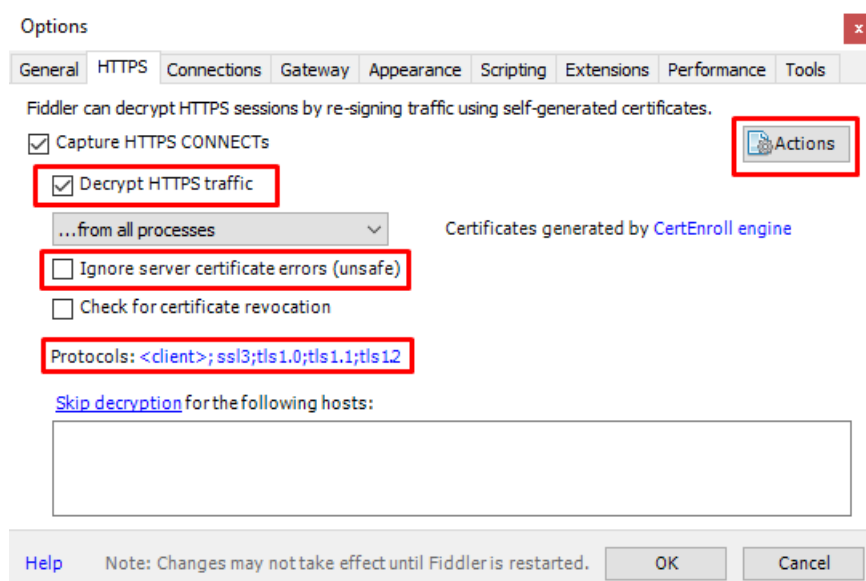 Options
x
General HTTPS Connections Gateway Appearance Scripting Extensions Performance Tools
Fiddler can decrypt HTTPS sessions by re-signing traffic using self-generated certificates.
Capture HTTPS CONNECTs
Actions
Decrypt HTTPS traffic
...from all processes
Certificates generated by CertEnroll engine
Ignore server certificate errors (unsafe)
Check for certificate revocation
Protocols: <client>; ssl3;tls1.0;tls1.1;tls1.2
Skip decryption for the following hosts:
Help Note: Changes may not take effect until Fiddler is restarted. OK Cancel